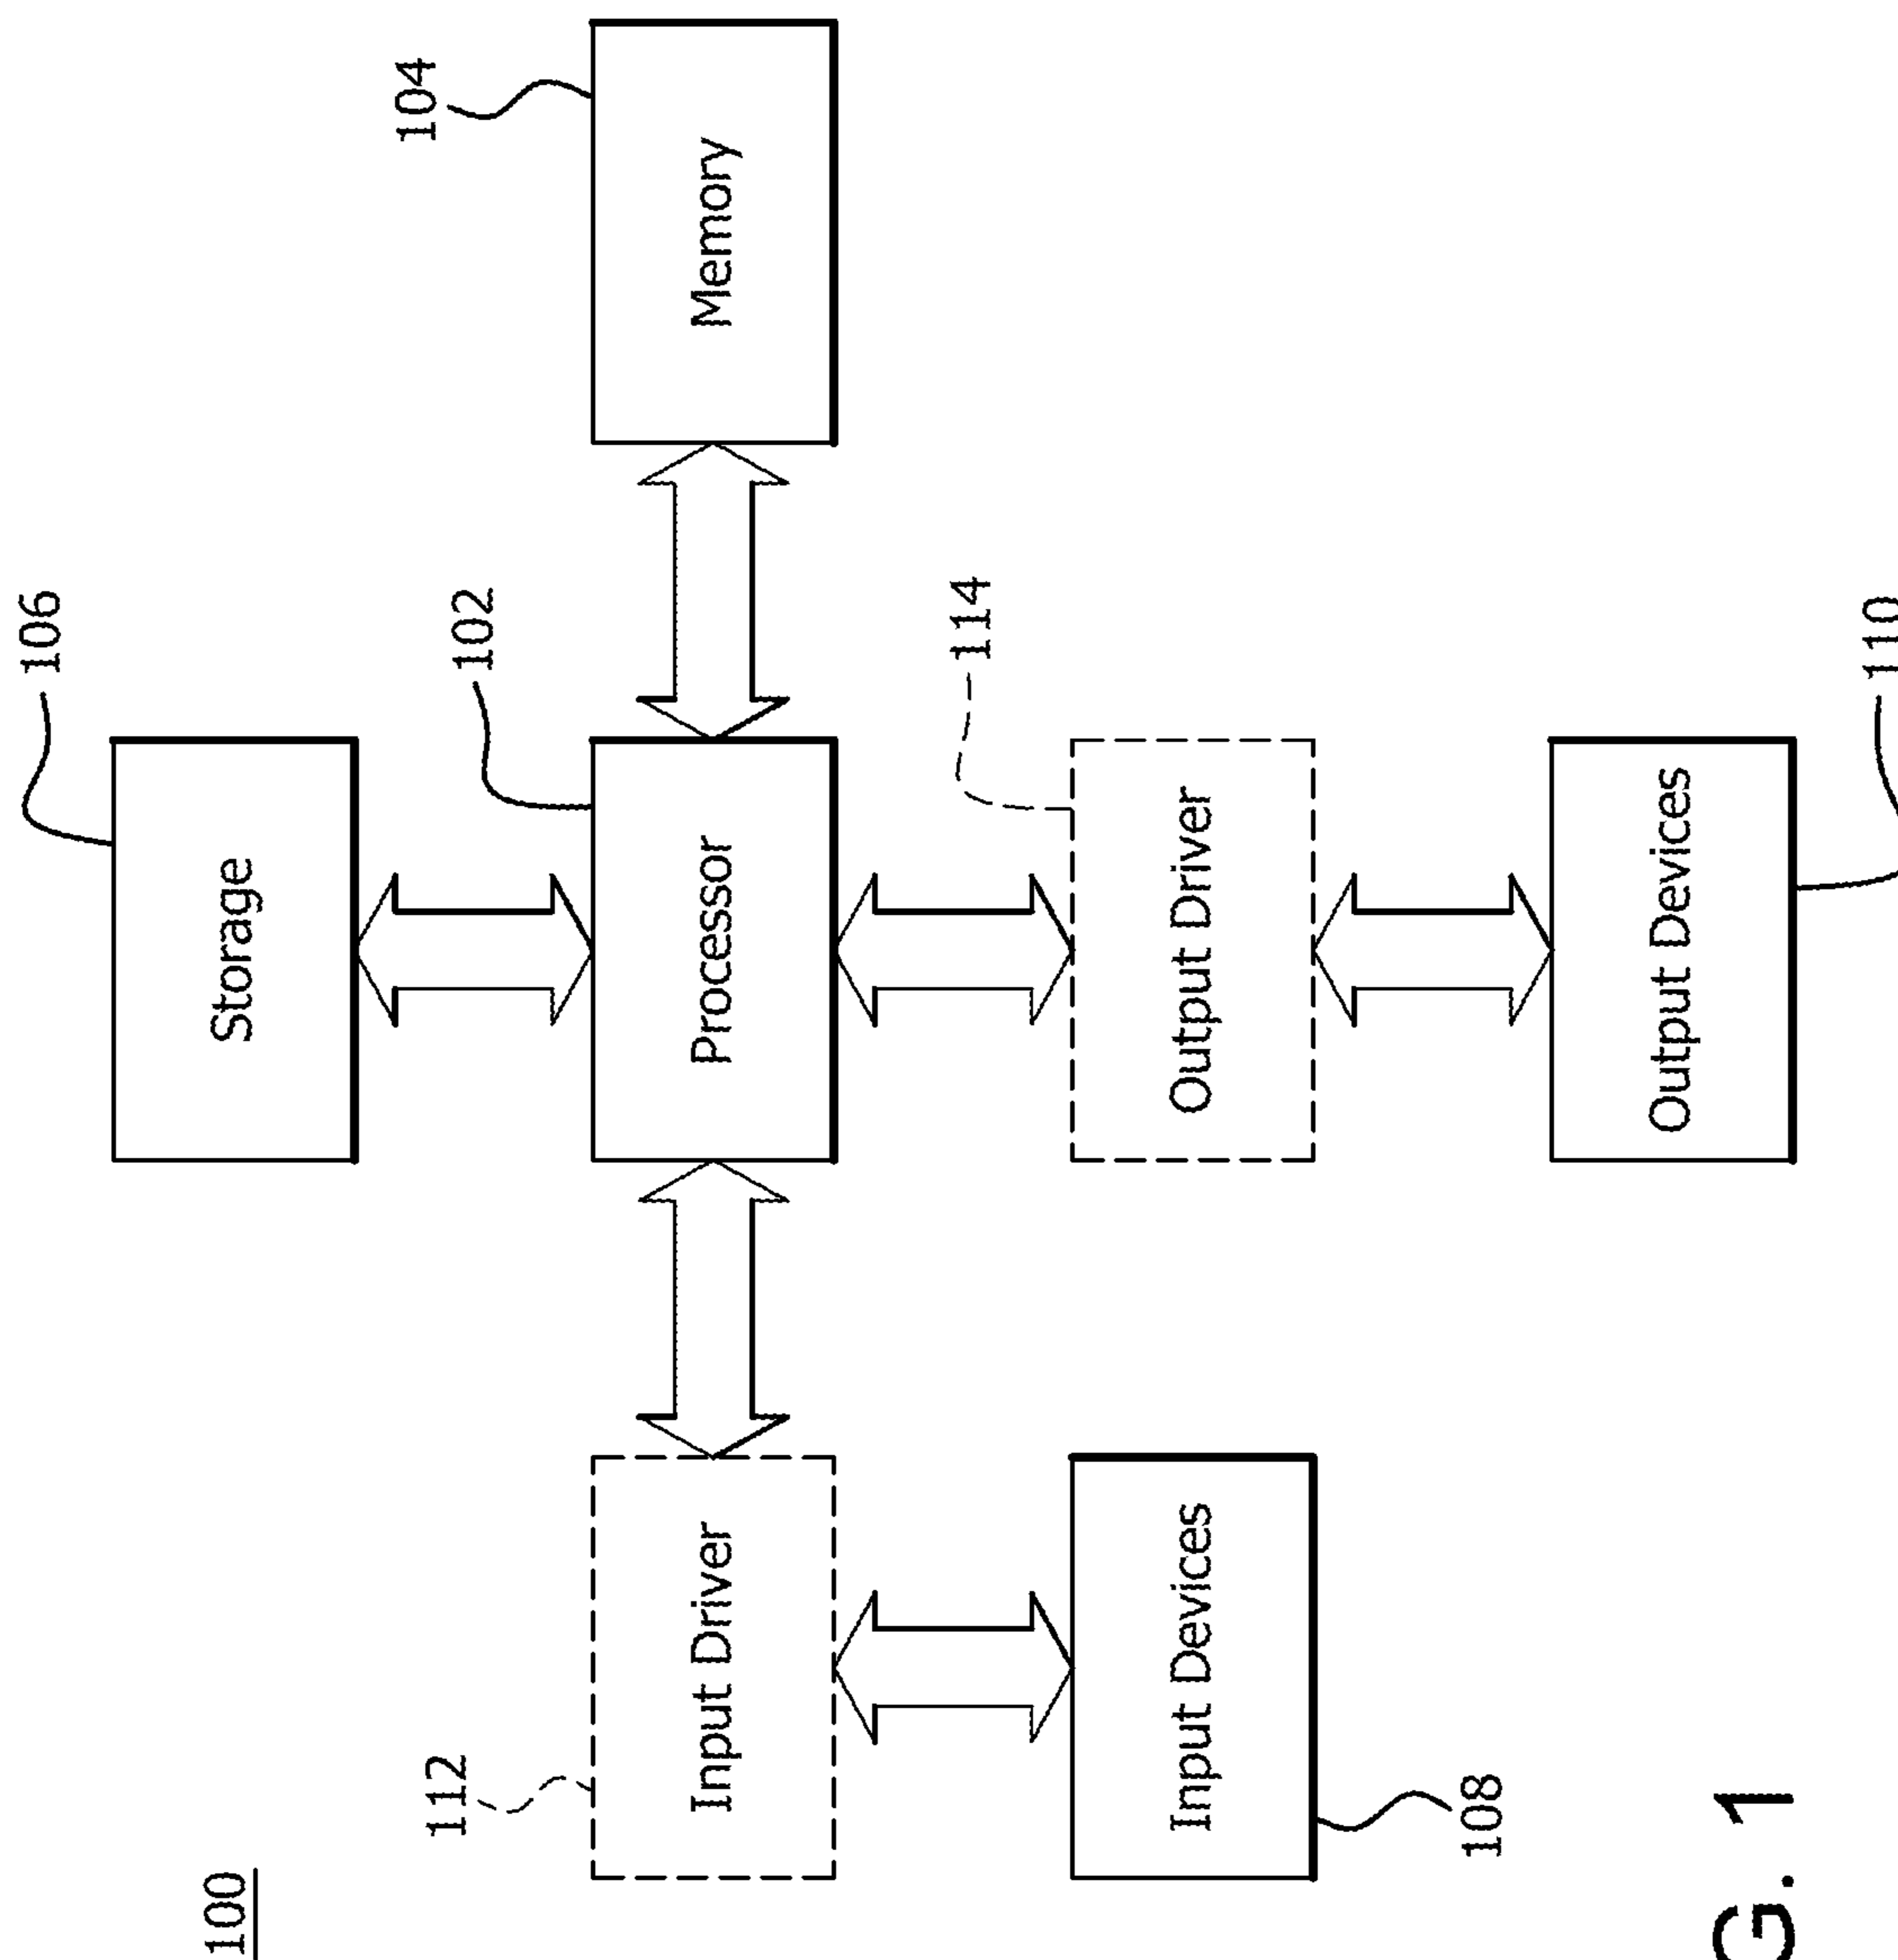 100
106
Storage
112
102
104
Input Driver
Processor
Memory
114
Input Devices
Output Driver
108
Output Devices
110
G. 1